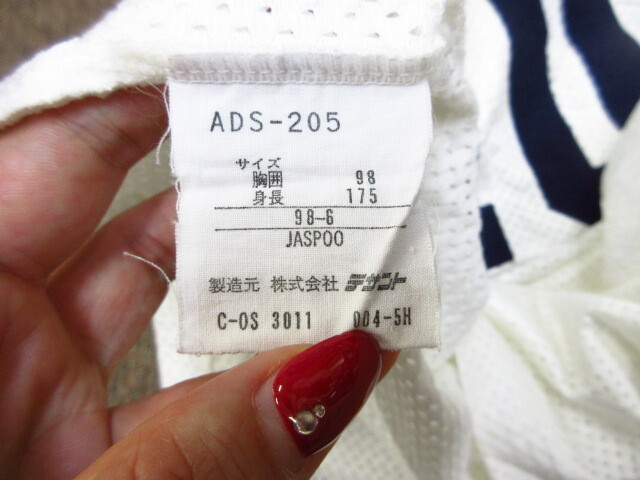 ADS-205
サイズ
胸囲 98
身長 175
98-6
JASPOO
製造元 株式会社 デサント
C-OS 3011 004-5H